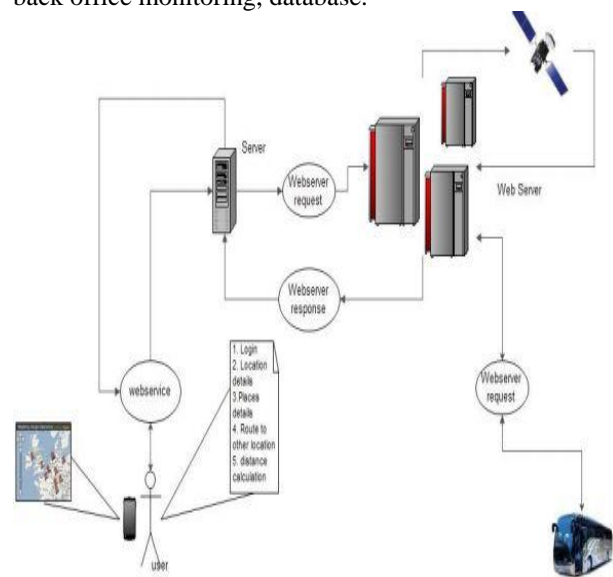 back office monitoring, database.
Server
Webserver
request
Web Server
Webserver
response
1. Login
2. Location
details
3.Places
details
4. Route to
other location
5. distance
calculation
webservice
Webserver
request
user